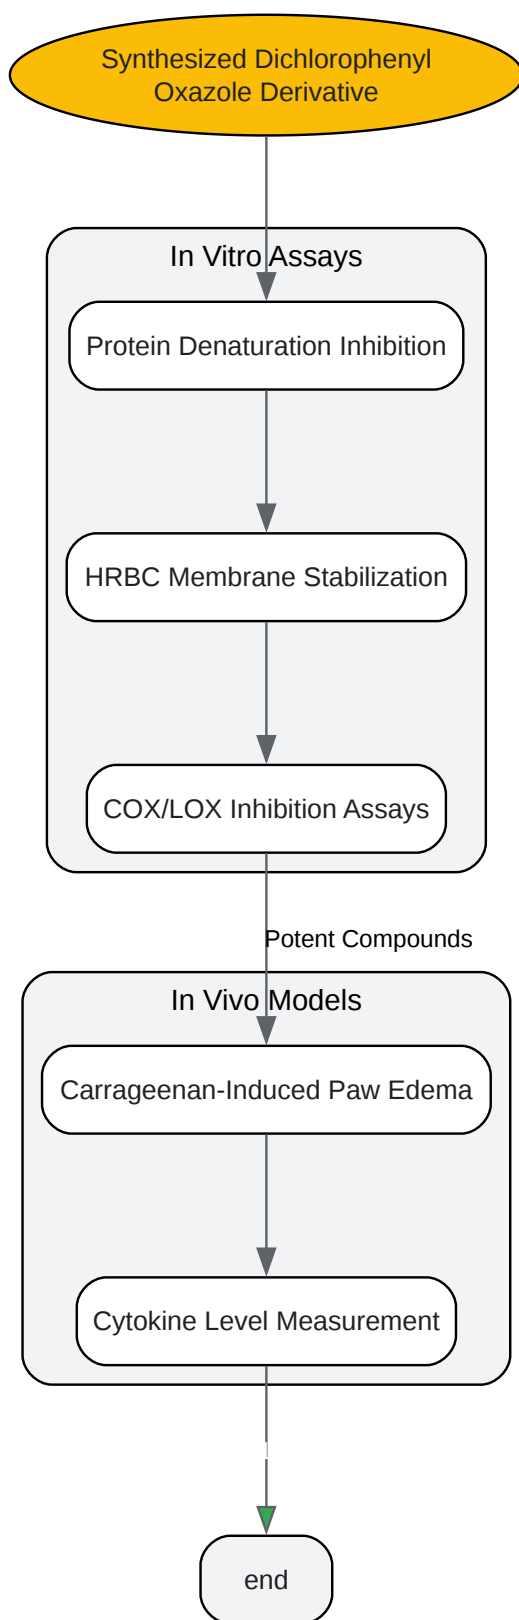 Synthesized Dichlorophenyl
Oxazole Derivative
In Vitro Assays
Protein Denaturation Inhibition
HRBC Membrane Stabilization
COX/LOX Inhibition Assays
Potent Compounds
In Vivo Models
Carrageenan-Induced Paw Edema
Cytokine Level Measurement
end